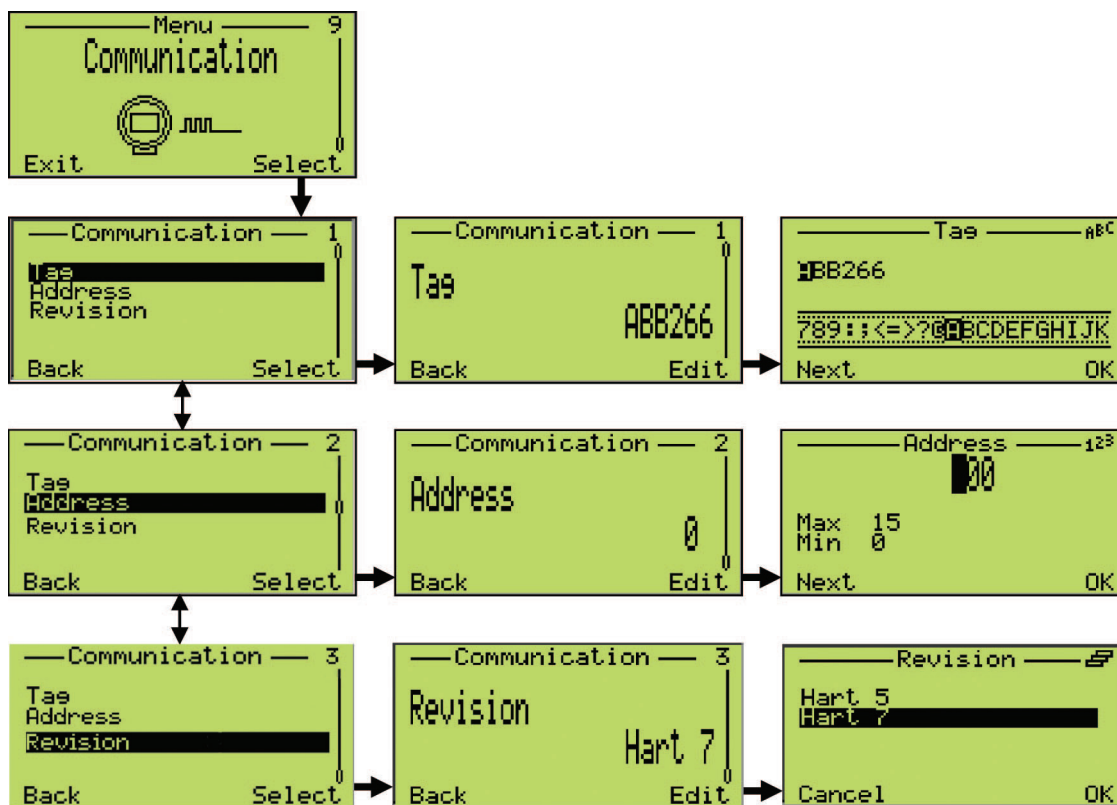 Menu 9
Communication
Exit Select
Communication 1
Tag
Address
Revision
Back Select
Communication 1
Tag
ABB266
Back Edit
Tag ABC
ABB266
789:;<=>?@ABCDEFGHIJK
Next OK
Communication 2
Tag
Address
Revision
Back Select
Communication 2
Address
0
Back Edit
Address 123
00
Max 15
Min 0
Next OK
Communication 3
Tag
Address
Revision
Back Select
Communication 3
Revision
Hart 7
Back Edit
Revision
Hart 5
Hart 7
Cancel OK